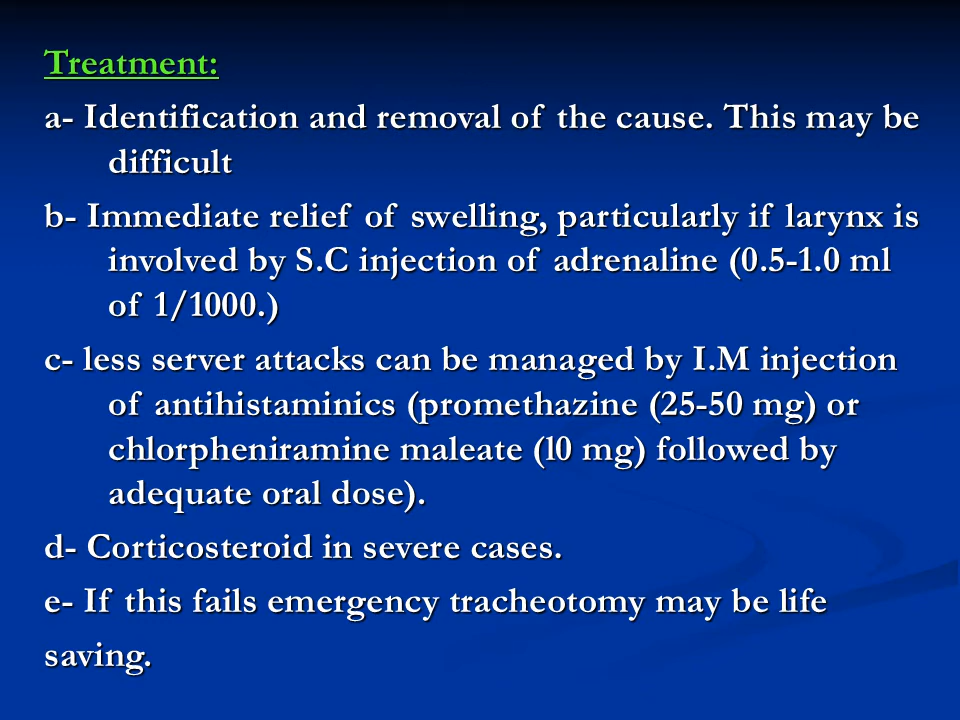 Treatment:
a- Identification and removal of the cause. This may be
difficult
b- Immediate relief of swelling, particularly if larynx is
involved by S.C injection of adrenaline (0.5-1.0 ml
of 1/1000.)
c- less server attacks can be managed by I.M injection
of antihistaminics (promethazine (25-50 mg) or
chlorpheniramine maleate (l0 mg) followed by
adequate oral dose).
d- Corticosteroid in severe cases.
e- If this fails emergency tracheotomy may be life
saving.